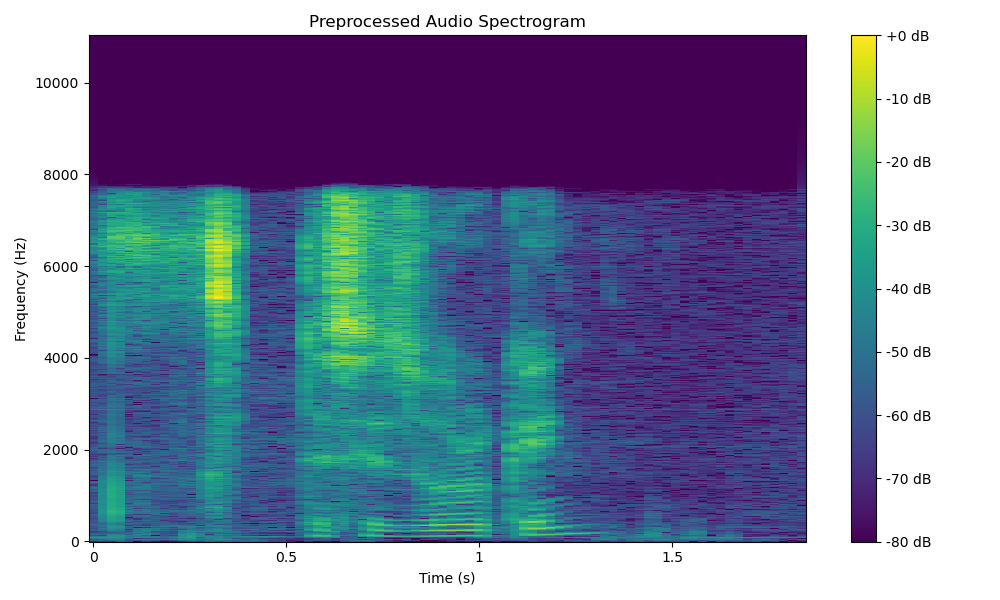 Preprocessed Audio Spectrogram
Frequency (Hz)
10000
8000
6000
4000
2000
0
0
0.5
1
1.5
Time (s)
+0 dB
-10 dB
-20 dB
-30 dB
-40 dB
-50 dB
-60 dB
-70 dB
-80 dB